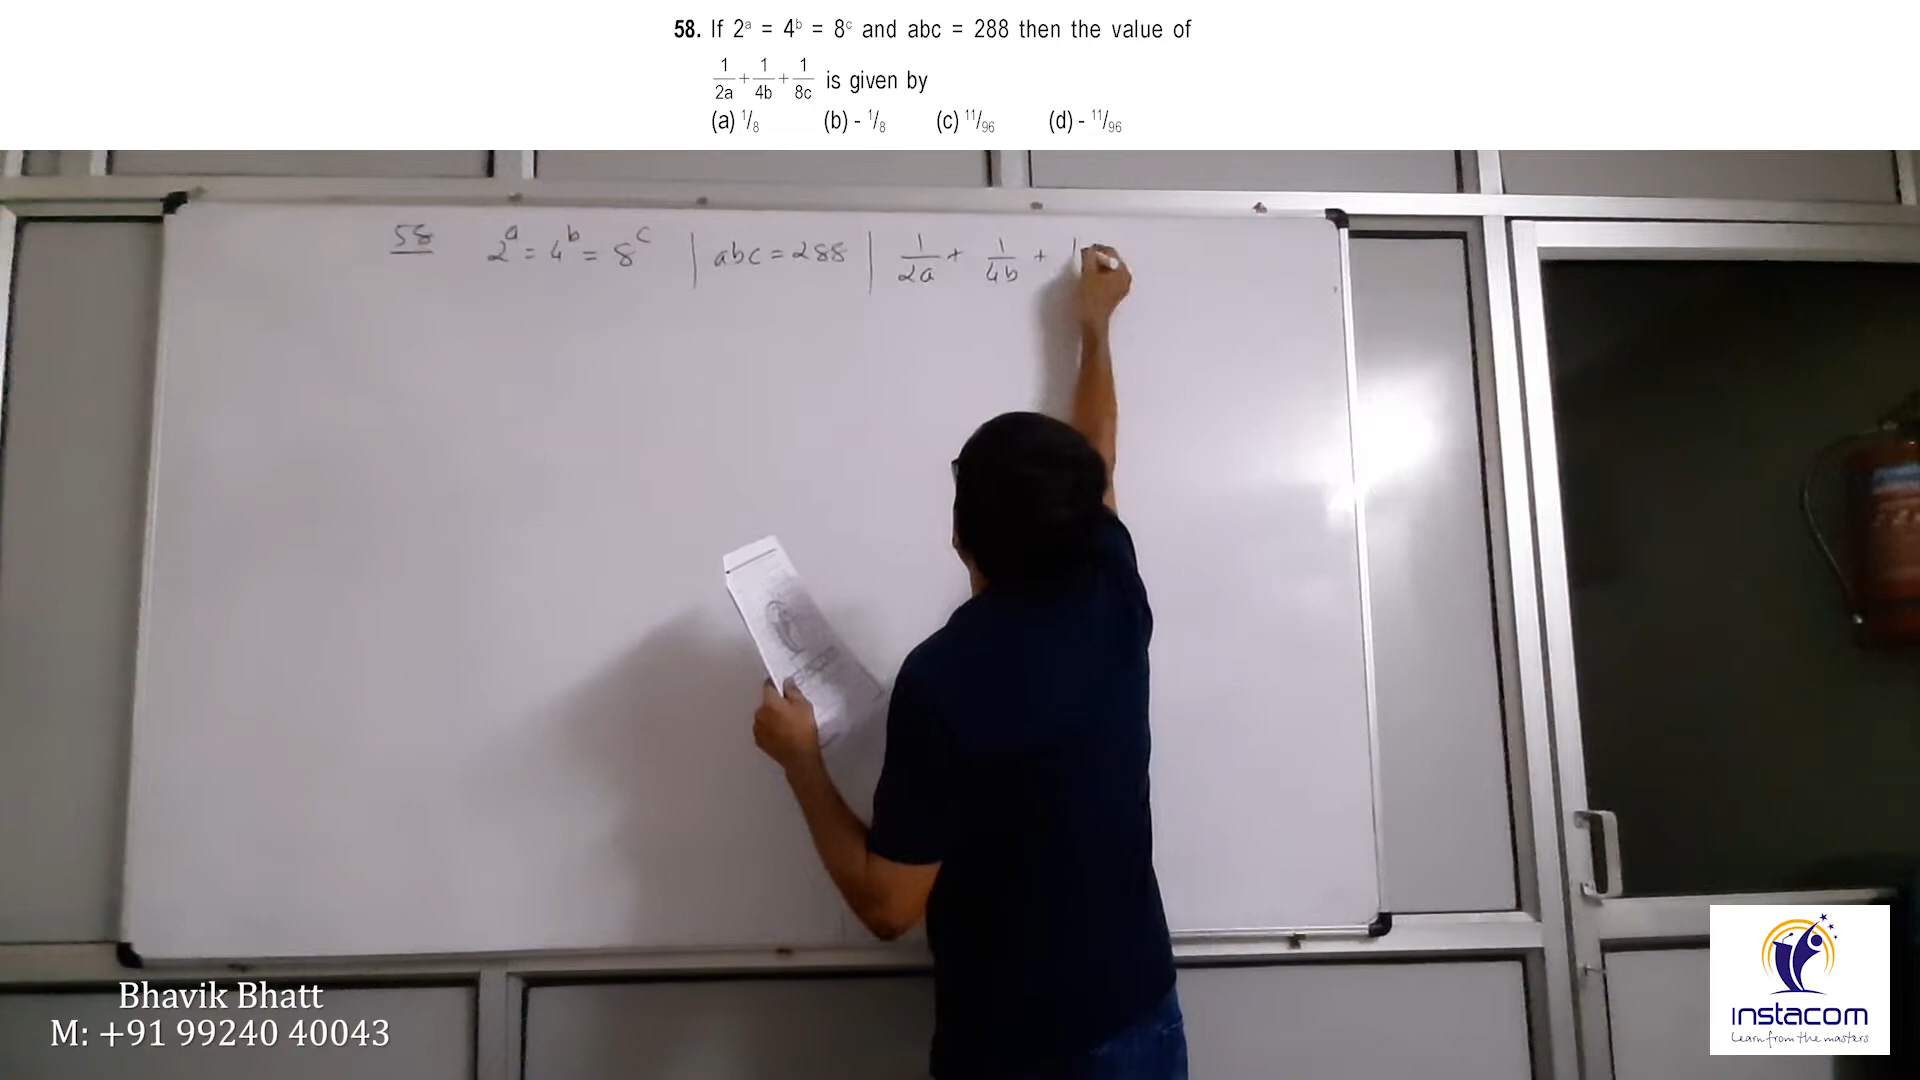 58. If 2ᵃ = 4ᵇ = 8ᶜ and abc = 288 then the value of
1/2a + 1/4b + 1/8c is given by
(a) 1/8 (b) - 1/8 (c) 11/96 (d) - 11/96
58 2ᵃ = 4ᵇ = 8ᶜ | abc = 288 | 1/2a + 1/4b + 1
Bhavik Bhatt
M: +91 99240 40043
ınstacom
Learn from the masters